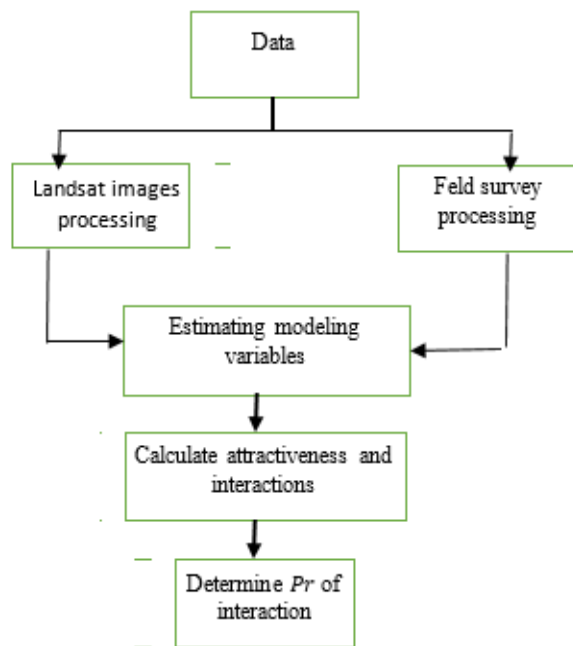 Data
Landsat images
processing
Feld survey
processing
Estimating modeling
variables
Calculate attractiveness and
interactions
Determine Pr of
interaction